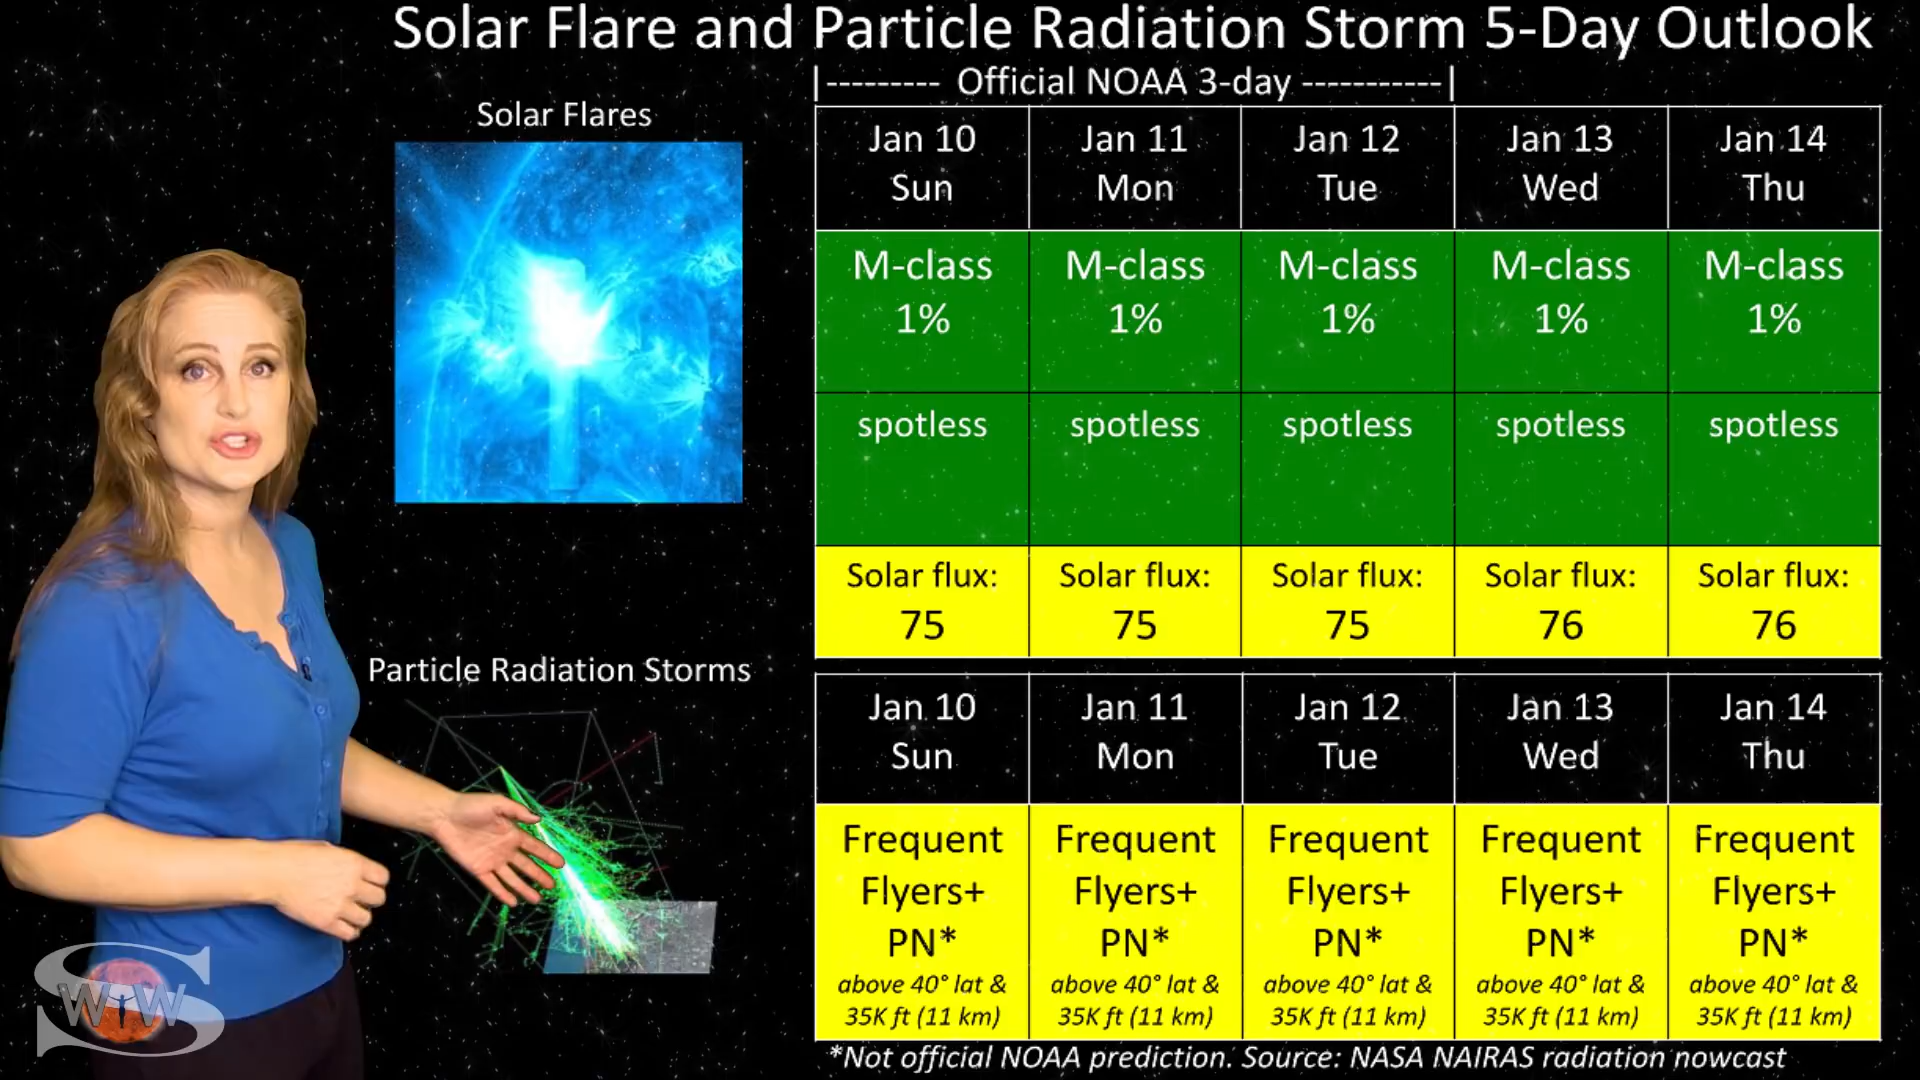 Solar Flare and Particle Radiation Storm 5-Day Outlook
|--------- Official NOAA 3-day -----------|
Solar Flares
Jan 10 Jan 11 Jan 12 Jan 13 Jan 14
Sun Mon Tue Wed Thu
M-class M-class M-class M-class M-class
1% 1% 1% 1% 1%
spotless spotless spotless spotless spotless
Solar flux: Solar flux: Solar flux: Solar flux: Solar flux:
75 75 75 76 76
Particle Radiation Storms
Jan 10 Jan 11 Jan 12 Jan 13 Jan 14
Sun Mon Tue Wed Thu
Frequent Frequent Frequent Frequent Frequent
Flyers+ Flyers+ Flyers+ Flyers+ Flyers+
PN* PN* PN* PN* PN*
above 40° lat & above 40° lat & above 40° lat & above 40° lat & above 40° lat &
35K ft (11 km) 35K ft (11 km) 35K ft (11 km) 35K ft (11 km) 35K ft (11 km)
*Not official NOAA prediction. Source: NASA NAIRAS radiation nowcast
SWxW